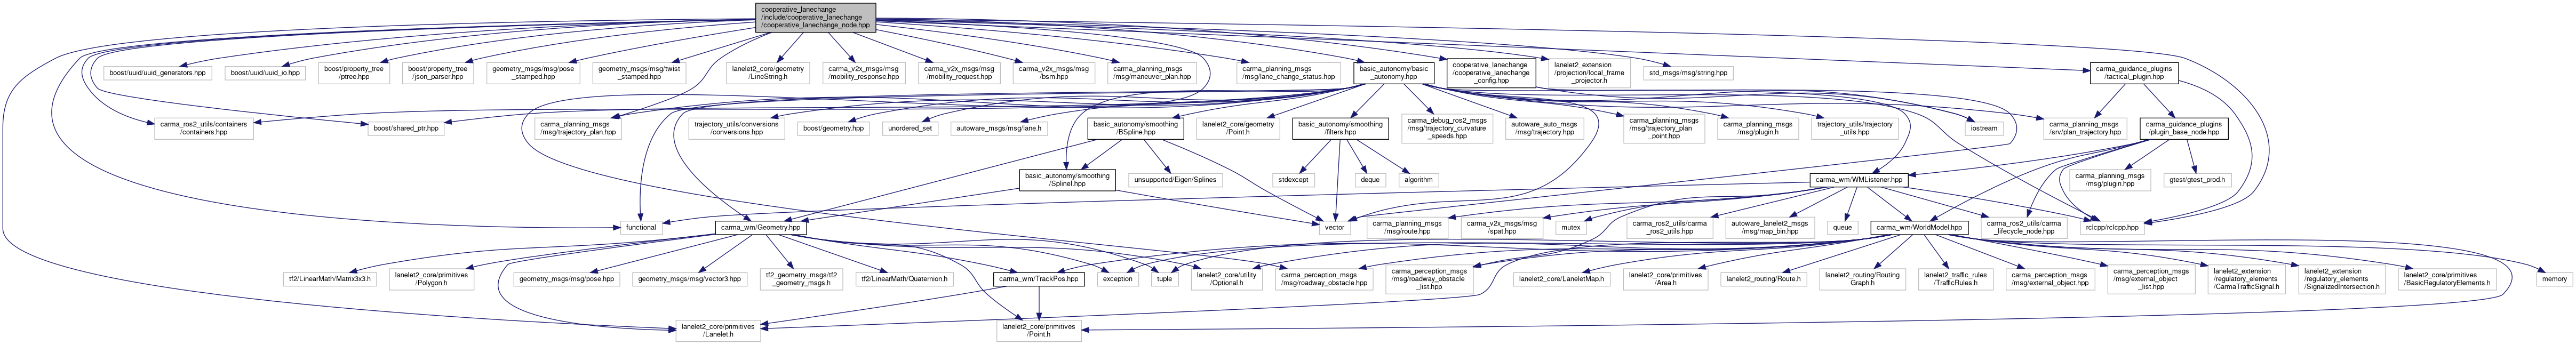 cooperative_lanechange
/include/cooperative_lanechange
/cooperative_lanechange_node.hpp
boost/uuid/uuid_generators.hpp
boost/uuid/uuid_io.hpp
boost/property_tree
/ptree.hpp
boost/property_tree
/json_parser.hpp
geometry_msgs/msg/pose
_stamped.hpp
geometry_msgs/msg/twist
_stamped.hpp
lanelet2_core/geometry
/LineString.h
carma_v2x_msgs/msg
/mobility_response.hpp
carma_v2x_msgs/msg
/mobility_request.hpp
carma_v2x_msgs/msg
/bsm.hpp
carma_planning_msgs
/msg/maneuver_plan.hpp
carma_planning_msgs
/msg/lane_change_status.hpp
basic_autonomy/basic
_autonomy.hpp
cooperative_lanechange
/cooperative_lanechange
_config.hpp
lanelet2_extension
/projection/local_frame
_projector.h
std_msgs/msg/string.hpp
carma_guidance_plugins
/tactical_plugin.hpp
carma_ros2_utils/containers
/containers.hpp
boost/shared_ptr.hpp
carma_planning_msgs
/msg/trajectory_plan.hpp
trajectory_utils/conversions
/conversions.hpp
boost/geometry.hpp
unordered_set
autoware_msgs/msg/lane.h
basic_autonomy/smoothing
/BSpline.hpp
lanelet2_core/geometry
/Point.h
basic_autonomy/smoothing
/filters.hpp
carma_debug_ros2_msgs
/msg/trajectory_curvature
_speeds.hpp
autoware_auto_msgs
/msg/trajectory.hpp
carma_planning_msgs
/msg/trajectory_plan
_point.hpp
carma_planning_msgs
/msg/plugin.h
trajectory_utils/trajectory
_utils.hpp
iostream
carma_planning_msgs
/srv/plan_trajectory.hpp
carma_guidance_plugins
/plugin_base_node.hpp
basic_autonomy/smoothing
/SplineI.hpp
unsupported/Eigen/Splines
stdexcept
deque
algorithm
carma_wm/WMListener.hpp
carma_planning_msgs
/msg/plugin.hpp
gtest/gtest_prod.h
functional
carma_wm/Geometry.hpp
vector
carma_planning_msgs
/msg/route.hpp
carma_v2x_msgs/msg
/spat.hpp
mutex
carma_ros2_utils/carma
_ros2_utils.hpp
autoware_lanelet2_msgs
/msg/map_bin.hpp
queue
carma_wm/WorldModel.hpp
carma_ros2_utils/carma
_lifecycle_node.hpp
rclcpp/rclcpp.hpp
tf2/LinearMath/Matrix3x3.h
lanelet2_core/primitives
/Polygon.h
geometry_msgs/msg/pose.hpp
geometry_msgs/msg/vector3.hpp
tf2_geometry_msgs/tf2
_geometry_msgs.h
tf2/LinearMath/Quaternion.h
carma_wm/TrackPos.hpp
exception
tuple
lanelet2_core/utility
/Optional.h
carma_perception_msgs
/msg/roadway_obstacle.hpp
carma_perception_msgs
/msg/roadway_obstacle
_list.hpp
lanelet2_core/LaneletMap.h
lanelet2_core/primitives
/Area.h
lanelet2_routing/Route.h
lanelet2_routing/Routing
Graph.h
lanelet2_traffic_rules
/TrafficRules.h
carma_perception_msgs
/msg/external_object.hpp
carma_perception_msgs
/msg/external_object
_list.hpp
lanelet2_extension
/regulatory_elements
/CarmaTrafficSignal.h
lanelet2_extension
/regulatory_elements
/SignalizedIntersection.h
lanelet2_core/primitives
/BasicRegulatoryElements.h
memory
lanelet2_core/primitives
/Lanelet.h
lanelet2_core/primitives
/Point.h